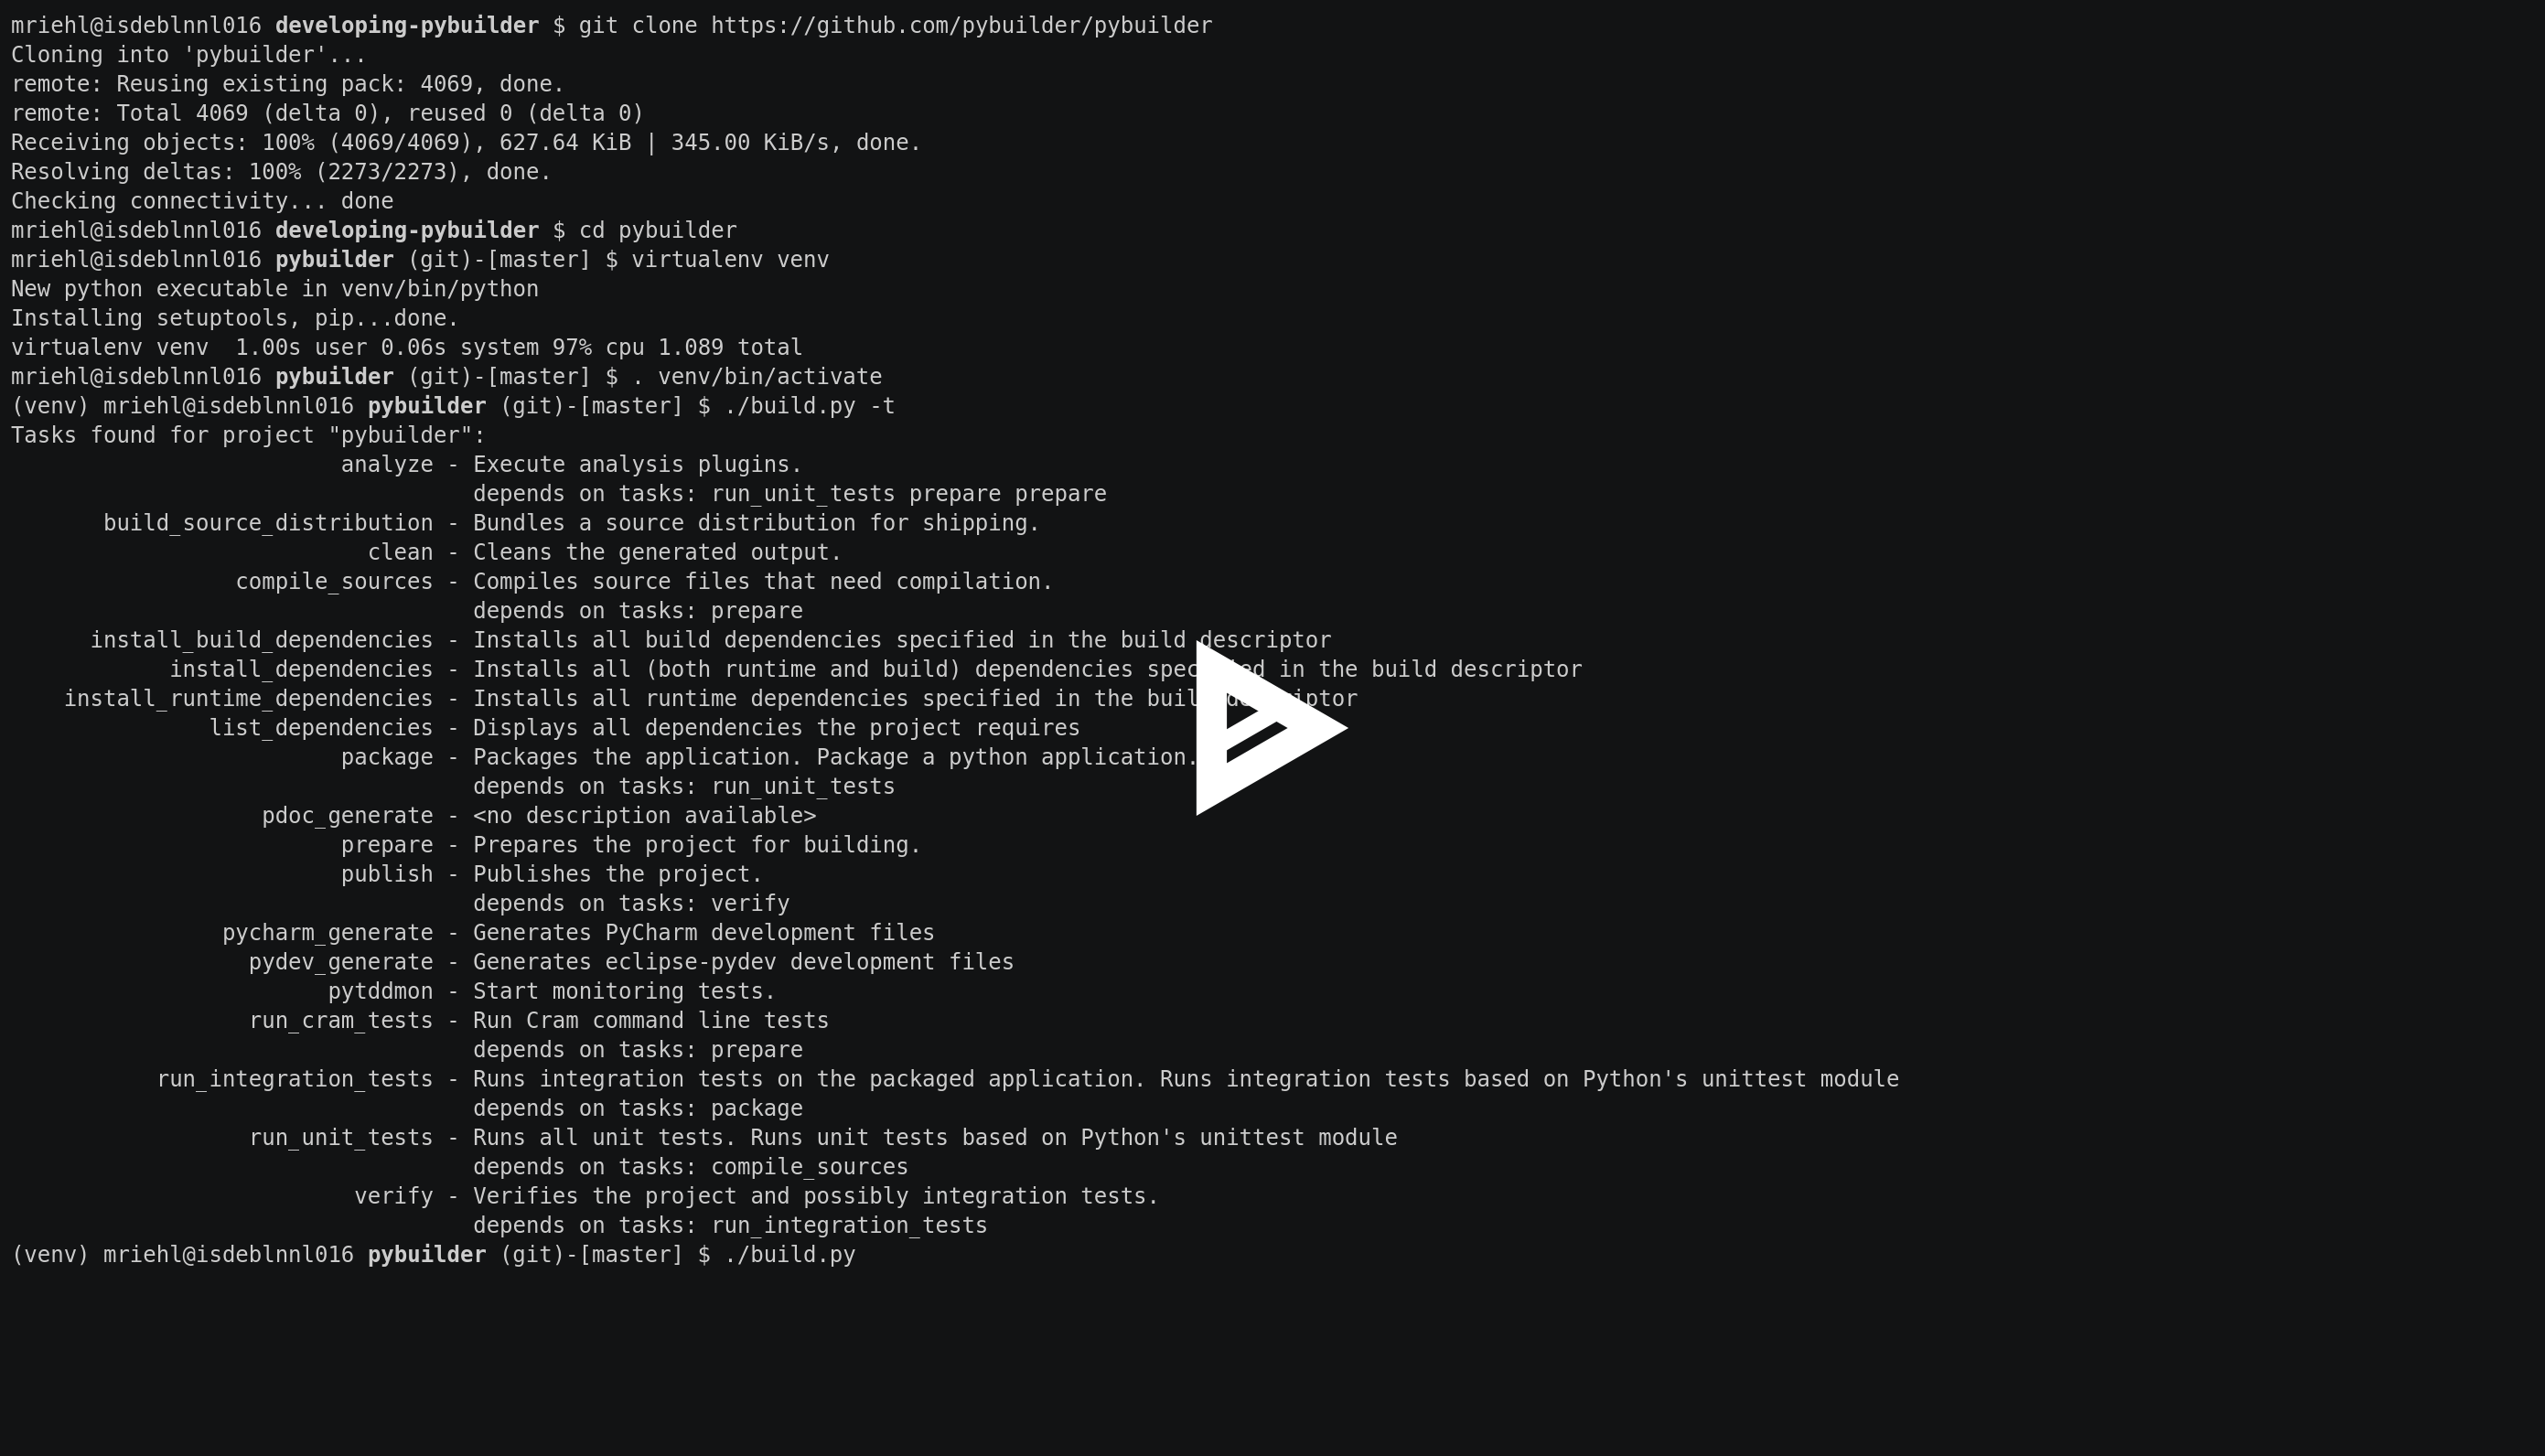 mriehl@isdeblnnl016 developing-pybuilder $ git clone https://github.com/pybuilder/pybuilder
Cloning into 'pybuilder'...
remote: Reusing existing pack: 4069, done.
remote: Total 4069 (delta 0), reused 0 (delta 0)
Receiving objects: 100% (4069/4069), 627.64 KiB | 345.00 KiB/s, done.
Resolving deltas: 100% (2273/2273), done.
Checking connectivity... done
mriehl@isdeblnnl016 developing-pybuilder $ cd pybuilder
mriehl@isdeblnnl016 pybuilder (git)-[master] $ virtualenv venv
New python executable in venv/bin/python
Installing setuptools, pip...done.
virtualenv venv  1.00s user 0.06s system 97% cpu 1.089 total
mriehl@isdeblnnl016 pybuilder (git)-[master] $ . venv/bin/activate
(venv) mriehl@isdeblnnl016 pybuilder (git)-[master] $ ./build.py -t
Tasks found for project "pybuilder":
                         analyze - Execute analysis plugins.
                                   depends on tasks: run_unit_tests prepare prepare
       build_source_distribution - Bundles a source distribution for shipping.
                           clean - Cleans the generated output.
                 compile_sources - Compiles source files that need compilation.
                                   depends on tasks: prepare
      install_build_dependencies - Installs all build dependencies specified in the build descriptor
            install_dependencies - Installs all (both runtime and build) dependencies in the build descriptor
    install_runtime_dependencies - Installs all runtime dependencies specified in the
               list_dependencies - Displays all dependencies the project requires
                         package - Packages the application. Package a python application.
                                   depends on tasks: run_unit_tests
                   pdoc_generate - <no description available>
                         prepare - Prepares the project for building.
                         publish - Publishes the project.
                                   depends on tasks: verify
                pycharm_generate - Generates PyCharm development files
                  pydev_generate - Generates eclipse-pydev development files
                        pytddmon - Start monitoring tests.
                  run_cram_tests - Run Cram command line tests
                                   depends on tasks: prepare
           run_integration_tests - Runs integration tests on the packaged application. Runs integration tests based on Python's unittest module
                                   depends on tasks: package
                  run_unit_tests - Runs all unit tests. Runs unit tests based on Python's unittest module
                                   depends on tasks: compile_sources
                          verify - Verifies the project and possibly integration tests.
                                   depends on tasks: run_integration_tests
(venv) mriehl@isdeblnnl016 pybuilder (git)-[master] $ ./build.py